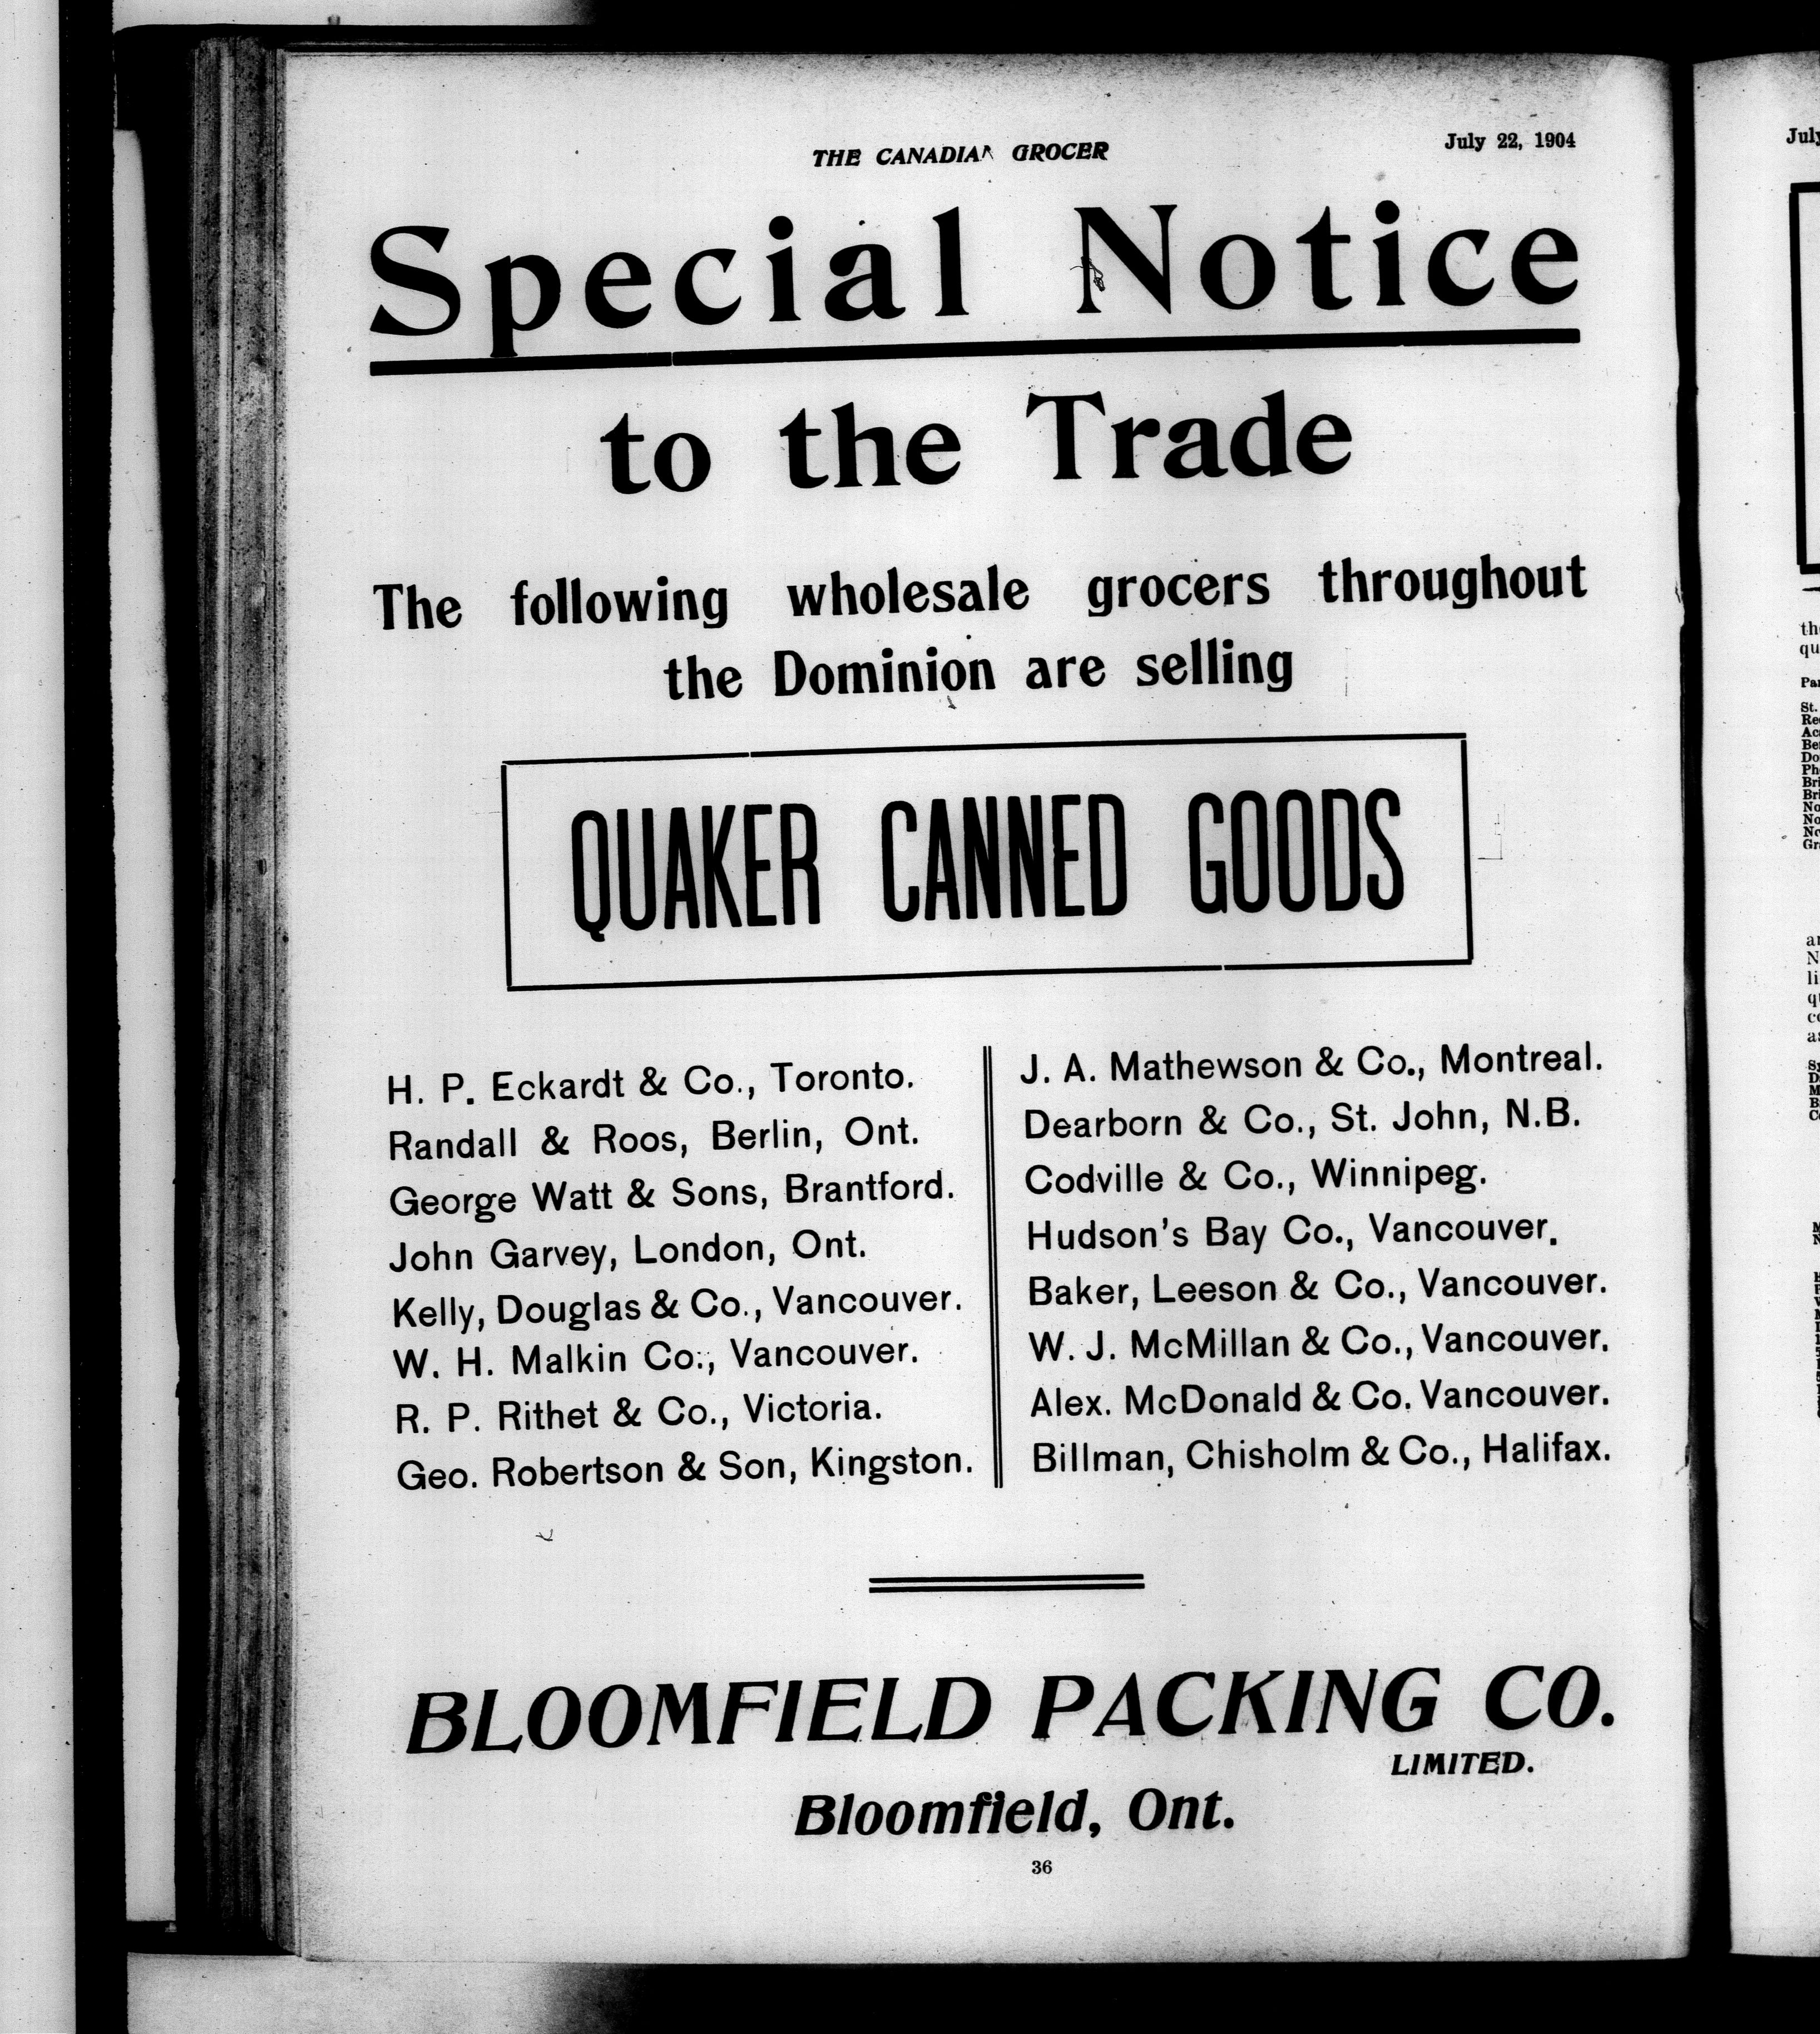 THE CANADIAN GROCER
July 22, 1904
Special Notice
to the Trade
The following wholesale grocers throughout
the Dominion are selling
QUAKER CANNED GOODS
H. P. Eckardt & Co., Toronto.
Randall & Roos, Berlin, Ont.
George Watt & Sons, Brantford.
John Garvey, London, Ont.
Kelly, Douglas & Co., Vancouver.
W. H. Malkin Co., Vancouver.
R. P. Rithet & Co., Victoria.
Geo. Robertson & Son, Kingston.
J. A. Mathewson & Co., Montreal.
Dearborn & Co., St. John, N.B.
Codville & Co., Winnipeg.
Hudson's Bay Co., Vancouver.
Baker, Leeson & Co., Vancouver.
W. J. McMillan & Co., Vancouver.
Alex. McDonald & Co. Vancouver.
Billman, Chisholm & Co., Halifax.
BLOOMFIELD PACKING CO.
LIMITED.
Bloomfield, Ont.
36